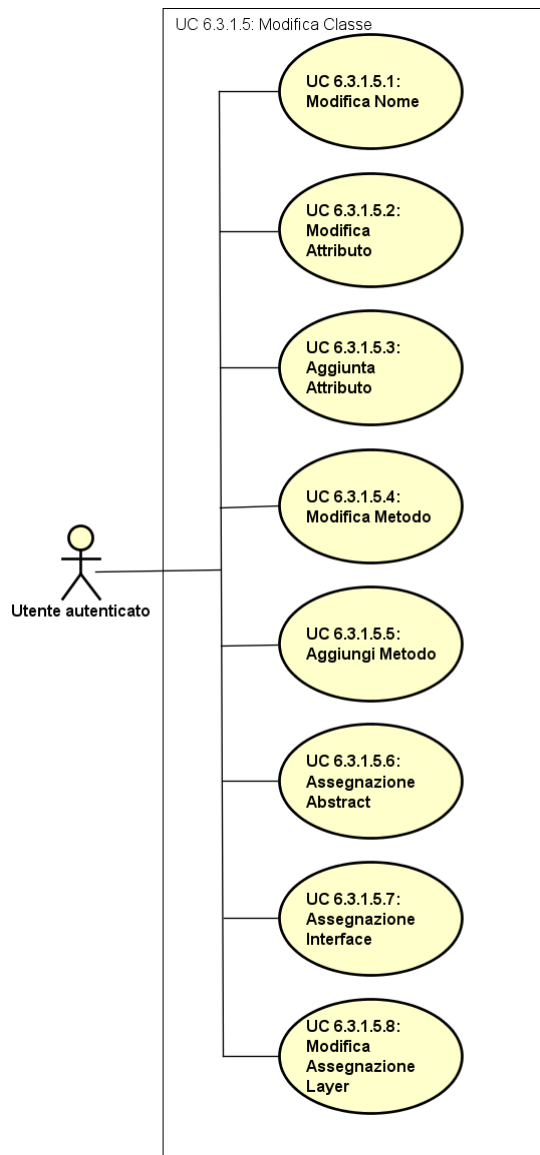 UC 6.3.1.5: Modifica Classe
UC 6.3.1.5.1:
Modifica Nome
UC 6.3.1.5.2:
Modifica
Attributo
UC 6.3.1.5.3:
Aggiunta
Attributo
UC 6.3.1.5.4:
Modifica Metodo
Utente autenticato
UC 6.3.1.5.5:
Aggiungi Metodo
UC 6.3.1.5.6:
Assegnazione
Abstract
UC 6.3.1.5.7:
Assegnazione
Interface
UC 6.3.1.5.8:
Modifica
Assegnazione
Layer